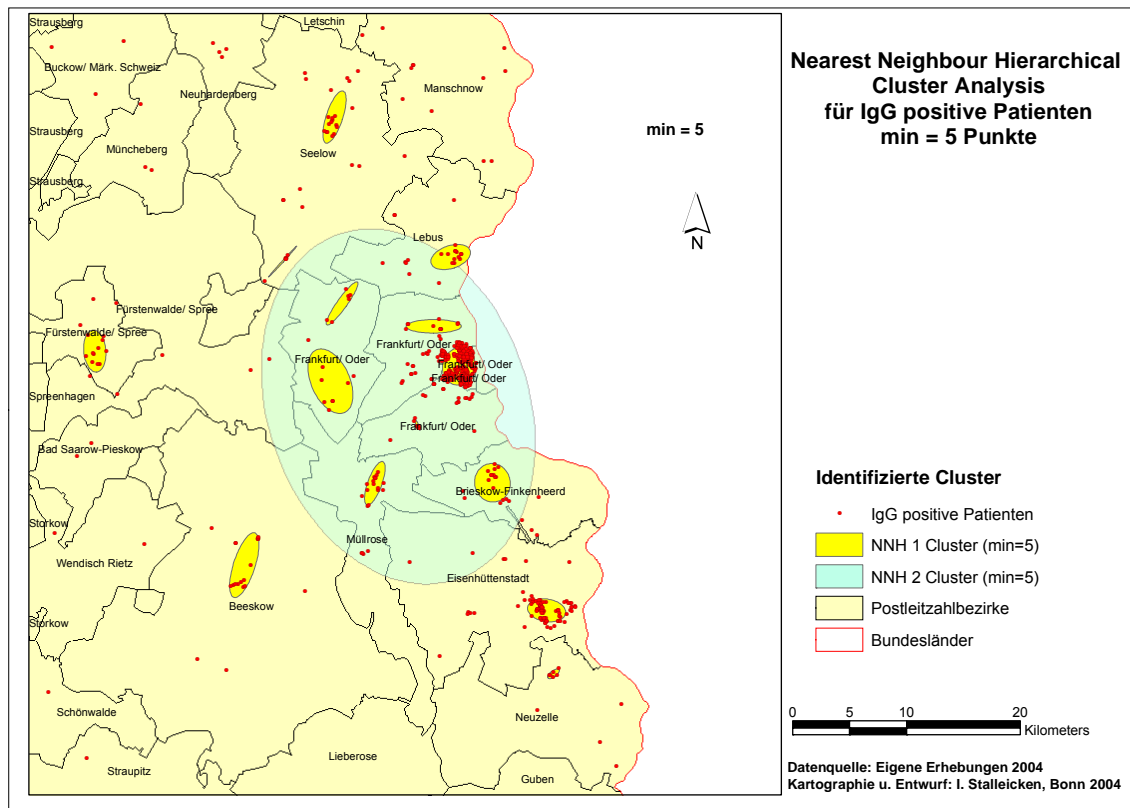 Strausberg
Letschin
Buckow/ Märk. Schweiz
Neuhardenberg
Manschnow
Strausberg
Müncheberg
Seelow
Strausberg
Lebus
Fürstenwalde/ Spree
Fürstenwalde/ Spree
Frankfurt/ Oder
Frankfurt/ Oder
Frankfurt/ Oder
Frankfurt/ Oder
Spreenhagen
Frankfurt/ Oder
Bad Saarow-Pieskow
Brieskow-Finkenheerd
Storkow
Müllrose
Wendisch Rietz
Eisenhüttenstadt
Beeskow
Storkow
Schönwalde
Neuzelle
Lieberose
Straupitz
Guben
min = 5
N
Nearest Neighbour Hierarchical
Cluster Analysis
für IgG positive Patienten
min = 5 Punkte
Identifizierte Cluster
IgG positive Patienten
NNH 1 Cluster (min=5)
NNH 2 Cluster (min=5)
Postleitzahlbezirke
Bundesländer
0 5 10 20
Kilometers
Datenquelle: Eigene Erhebungen 2004
Kartographie u. Entwurf: I. Stalleicken, Bonn 2004